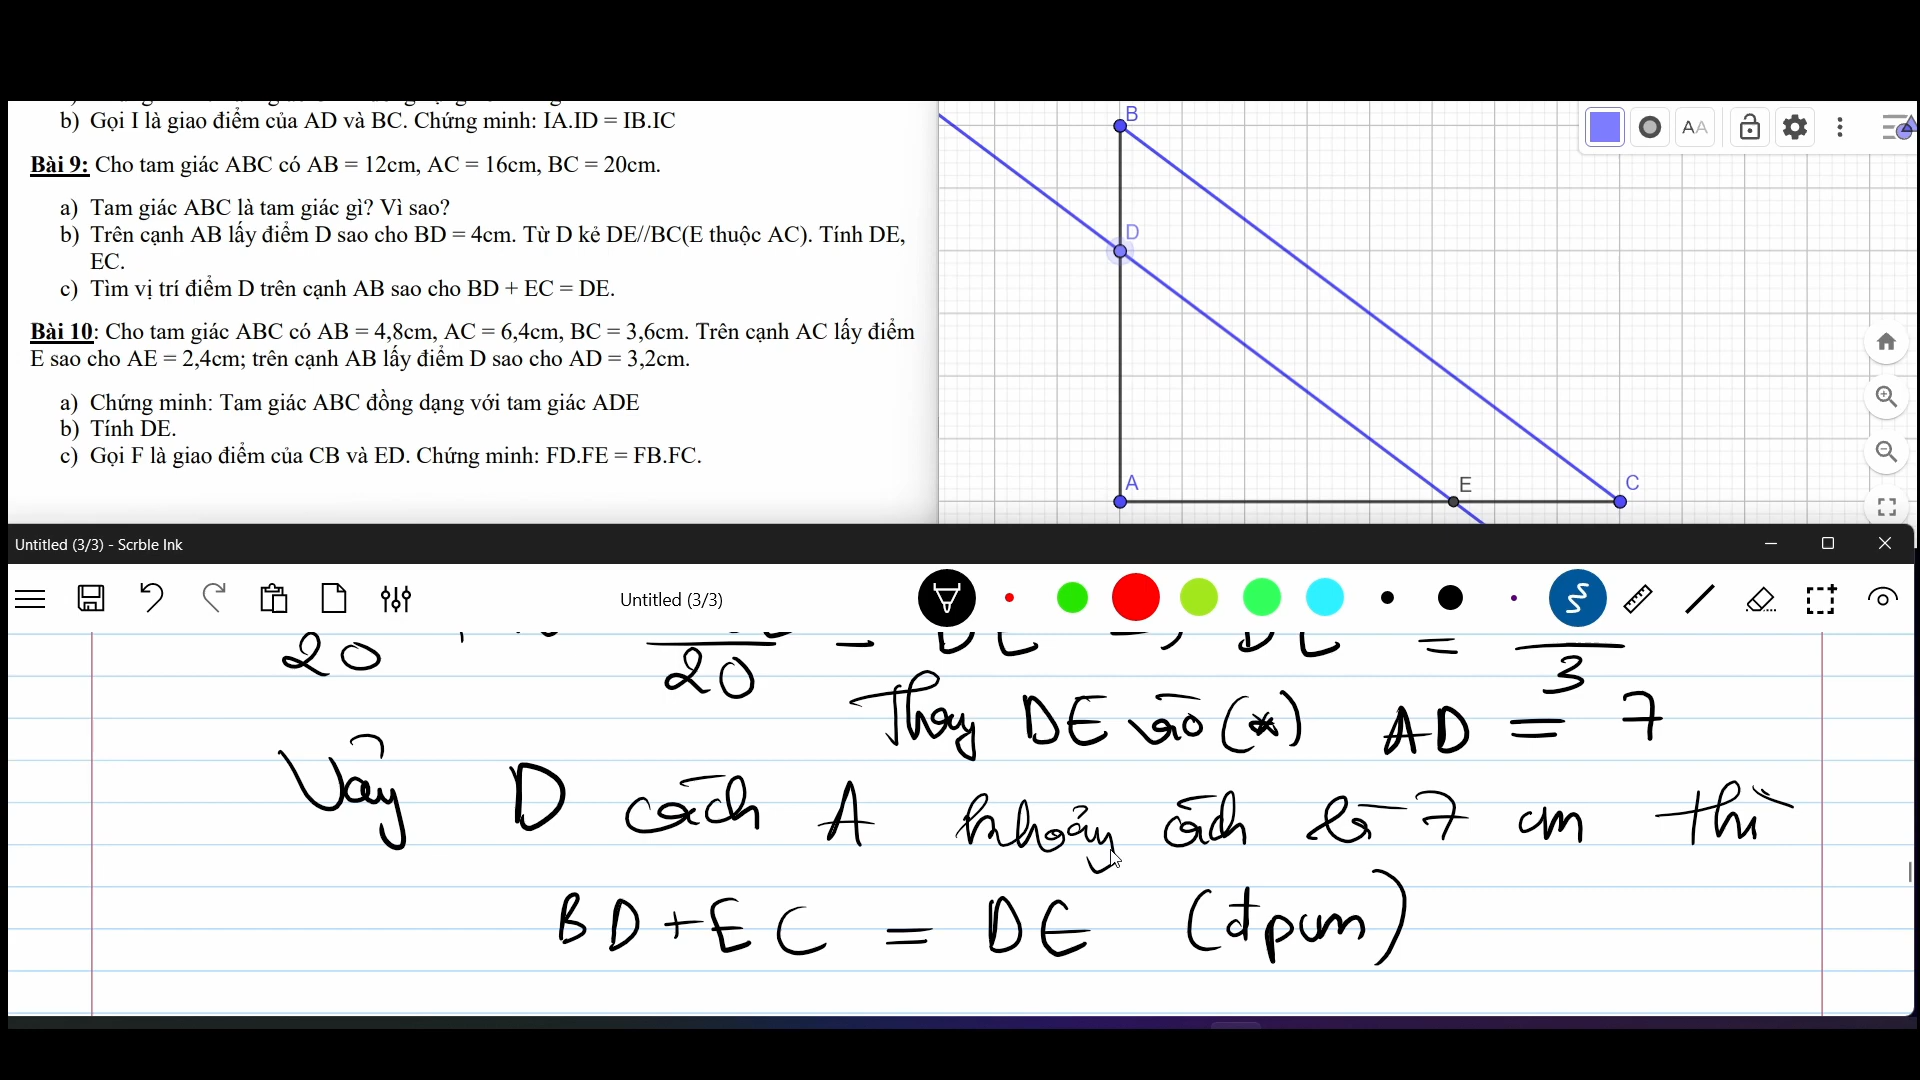 b) Gọi I là giao điểm của AD và BC. Chứng minh: IA.ID = IB.IC
Bài 9: Cho tam giác ABC có AB = 12cm, AC = 16cm, BC = 20cm.
a) Tam giác ABC là tam giác gì? Vì sao?
b) Trên cạnh AB lấy điểm D sao cho BD = 4cm. Từ D kẻ DE//BC(E thuộc AC). Tính DE,
EC.
c) Tìm vị trí điểm D trên cạnh AB sao cho BD + EC = DE.
Bài 10: Cho tam giác ABC có AB = 4,8cm, AC = 6,4cm, BC = 3,6cm. Trên cạnh AC lấy điểm
E sao cho AE = 2,4cm; trên cạnh AB lấy điểm D sao cho AD = 3,2cm.
a) Chứng minh: Tam giác ABC đồng dạng với tam giác ADE
b) Tính DE.
c) Gọi F là giao điểm của CB và ED. Chứng minh: FD.FE = FB.FC.
B
D
A
E
C
AA
Untitled (3/3) - Scrble Ink
Untitled (3/3)
20 20 3
Thay DE vào (*) AD = 7
Vậy D cách A khoảng cách là 7 cm thì
BD + EC = DE (đpcm)